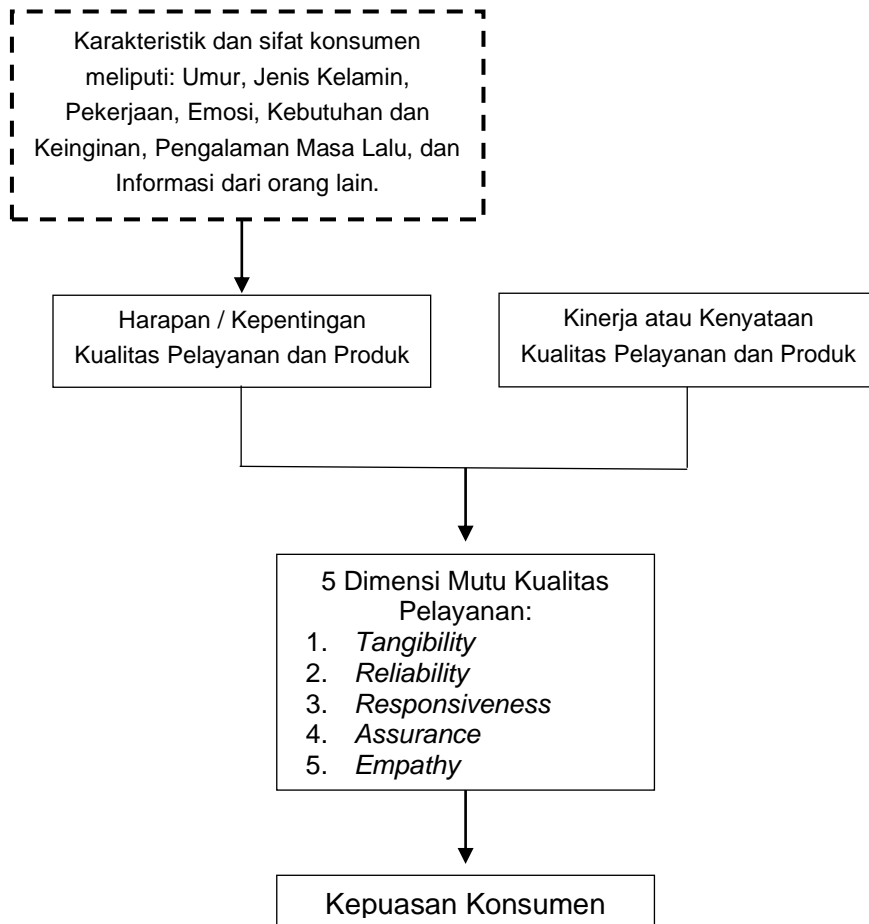 Karakteristik dan sifat konsumen
meliputi: Umur, Jenis Kelamin,
Pekerjaan, Emosi, Kebutuhan dan
Keinginan, Pengalaman Masa Lalu, dan
Informasi dari orang lain.
Harapan / Kepentingan
Kualitas Pelayanan dan Produk
Kinerja atau Kenyataan
Kualitas Pelayanan dan Produk
5 Dimensi Mutu Kualitas
Pelayanan:
1. Tangibility
2. Reliability
3. Responsiveness
4. Assurance
5. Empathy
Kepuasan Konsumen